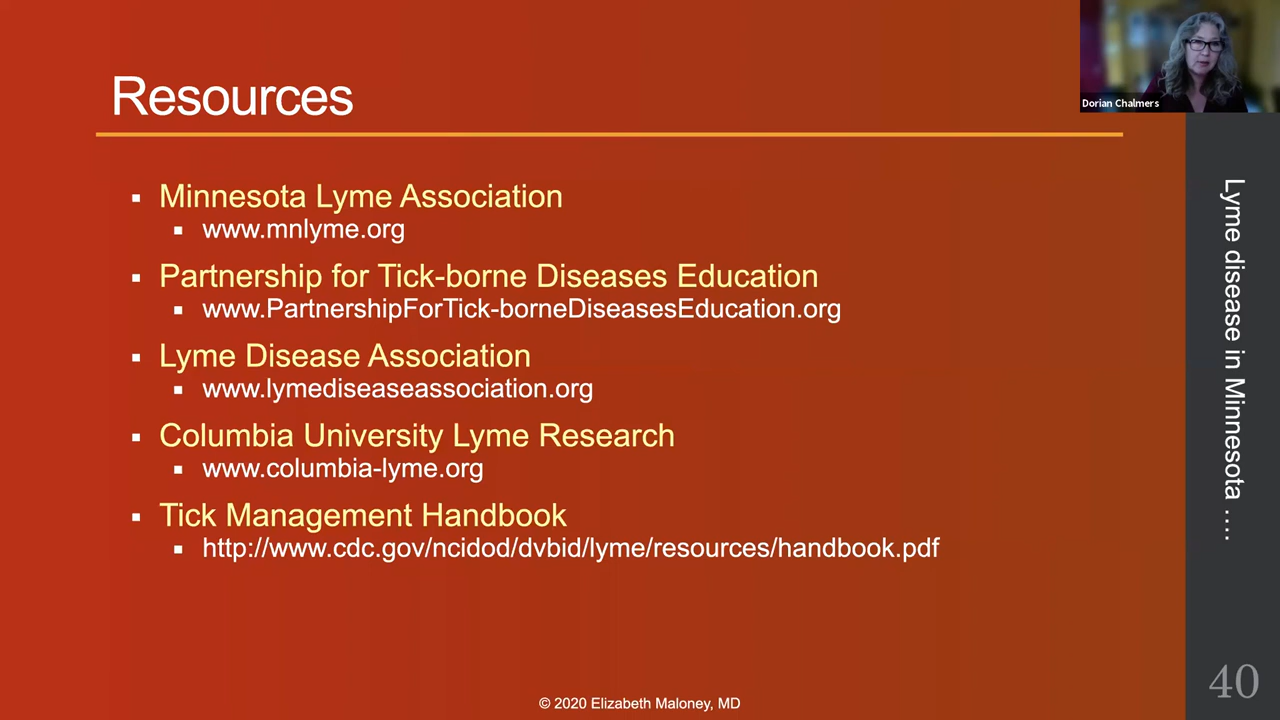 Resources
Dorian Chalmers
Minnesota Lyme Association
www.mnlyme.org
Partnership for Tick-borne Diseases Education
www.PartnershipForTick-borneDiseasesEducation.org
Lyme Disease Association
www.lymediseaseassociation.org
Columbia University Lyme Research
www.columbia-lyme.org
Tick Management Handbook
http://www.cdc.gov/ncidod/dvbid/lyme/resources/handbook.pdf
Lyme disease in Minnesota ....
40
© 2020 Elizabeth Maloney, MD